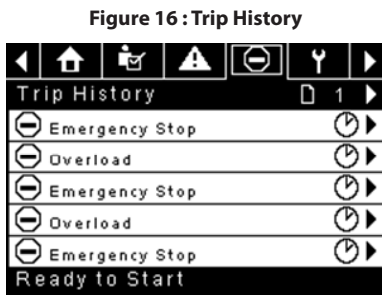 Figure 16 : Trip History
Trip History 1
Emergency Stop
Overload
Emergency Stop
Overload
Emergency Stop
Ready to Start